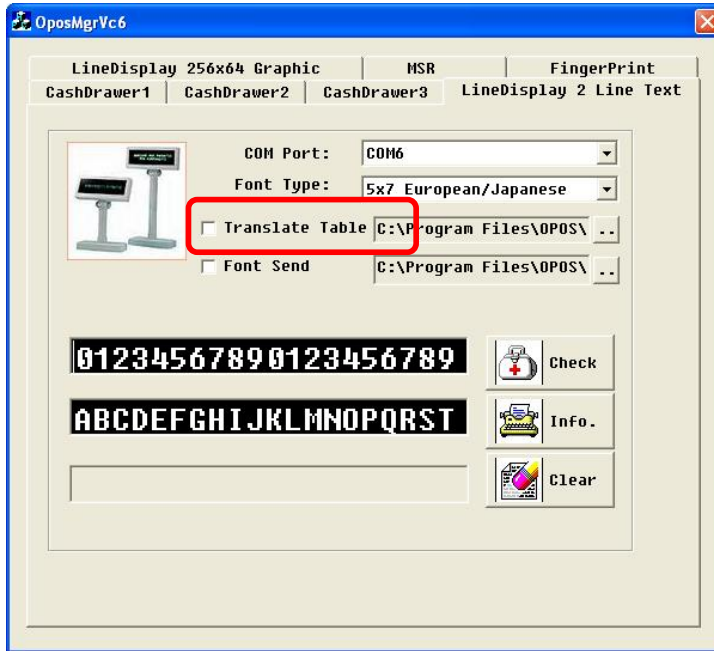 OposMgrVc6
LineDisplay 256x64 Graphic MSR FingerPrint
CashDrawer1 CashDrawer2 CashDrawer3 LineDisplay 2 Line Text
COM Port: COM6
Font Type: 5x7 European/Japanese
Translate Table C:\Program Files\OPOS\ ..
Font Send C:\Program Files\OPOS\ ..
01234567890123456789
Check
ABCDEFGHIJKLMNOPQRST
Info.
Clear